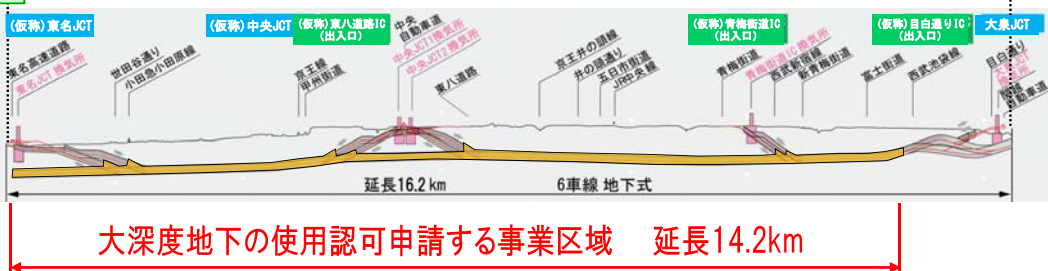 (仮称)東名JCT
(仮称)中央JCT
(仮称)東八道路IC
(出入口)
(仮称)青梅街道IC
(出入口)
(仮称)目白通りIC
(出入口)
大泉JCT
東名高速道路
東名JCT 換気所
世田谷通り
小田急小田原線
京王線
甲州街道
中央
自動車道
中央JCT1換気所
中央JCT2 換気所
東八道路
京王井の頭線
井の頭通り
五日市街道
JR中央線
青梅街道
青梅街道IC 換気所
西武新宿線
新青梅街道
富士街道
西武池袋線
目白通り
大泉JCT
換気所
関越
自動車道
延長16.2km
6車線 地下式
大深度地下の使用認可申請する事業区域 延長14.2km